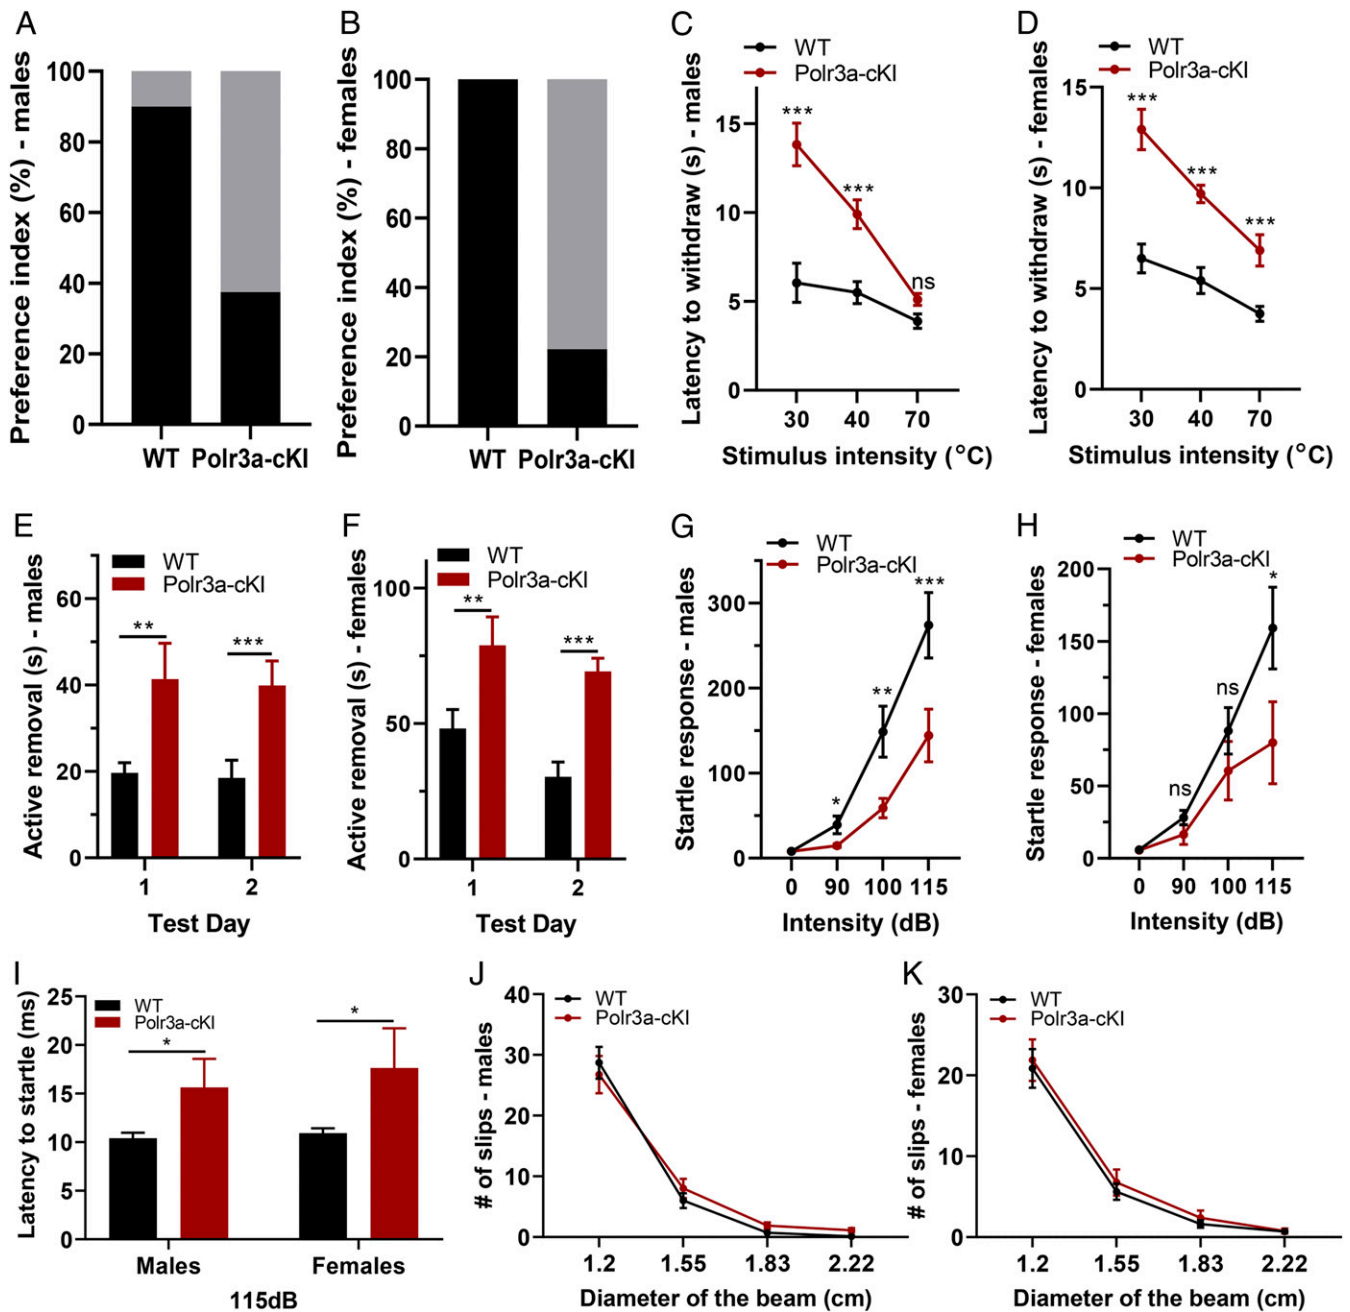 A
Preference index (%) - males
100
80
60
40
20
0
WT Polr3a-cKI
B
Preference index (%) - females
100
80
60
40
20
0
WT Polr3a-cKI
C
WT
Polr3a-cKI
Latency to withdraw (s) - males
15
10
5
0
***
***
ns
30 40 70
Stimulus intensity (°C)
D
WT
Polr3a-cKI
Latency to withdraw (s) - females
15
10
5
0
***
***
***
30 40 70
Stimulus intensity (°C)
E
WT
Polr3a-cKI
Active removal (s) - males
60
40
20
0
**
***
1 2
Test Day
F
WT
Polr3a-cKI
Active removal (s) - females
100
50
0
**
***
1 2
Test Day
G
WT
Polr3a-cKI
Startle response - males
300
200
100
0
*
**
***
0 90 100 115
Intensity (dB)
H
WT
Polr3a-cKI
Startle response - females
200
150
100
50
0
ns
ns
*
0 90 100 115
Intensity (dB)
I
WT
Polr3a-cKI
Latency to startle (ms)
25
20
15
10
5
0
*
*
Males Females
115dB
J
WT
Polr3a-cKI
# of slips - males
40
30
20
10
0
1.2 1.55 1.83 2.22
Diameter of the beam (cm)
K
WT
Polr3a-cKI
# of slips - females
30
20
10
0
1.2 1.55 1.83 2.22
Diameter of the beam (cm)